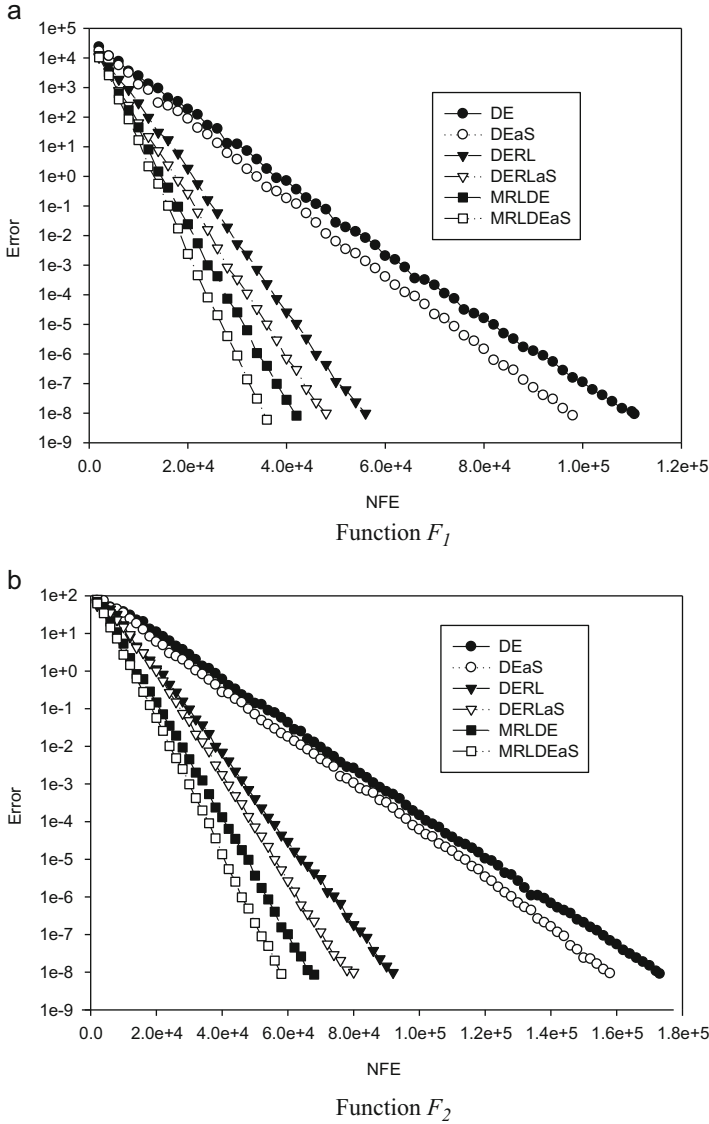 a
1e+5
1e+4
1e+3
1e+2
1e+1
1e+0
1e-1
1e-2
1e-3
1e-4
1e-5
1e-6
1e-7
1e-8
1e-9
Error
DE
DEaS
DERL
DERLaS
MRLDE
MRLDEaS
0.0 2.0e+4 4.0e+4 6.0e+4 8.0e+4 1.0e+5 1.2e+5
NFE
Function F1
b
1e+2
1e+1
1e+0
1e-1
1e-2
1e-3
1e-4
1e-5
1e-6
1e-7
1e-8
1e-9
Error
DE
DEaS
DERL
DERLaS
MRLDE
MRLDEaS
0.0 2.0e+4 4.0e+4 6.0e+4 8.0e+4 1.0e+5 1.2e+5 1.4e+5 1.6e+5 1.8e+5
NFE
Function F2